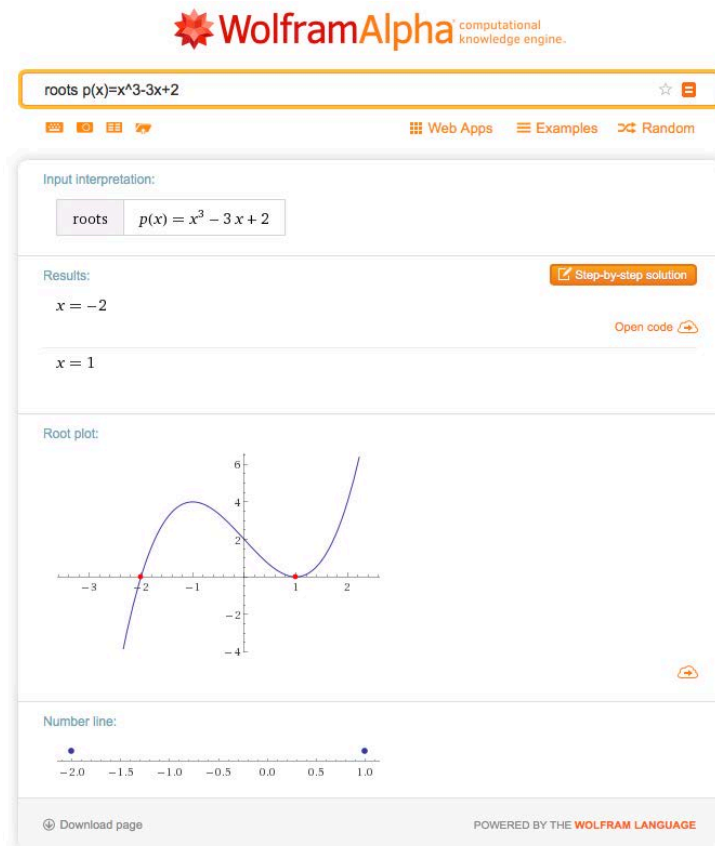 WolframAlpha computational
knowledge engine.
roots p(x)=x^3-3x+2
Web Apps Examples Random
Input interpretation:
roots p(x) = x³ − 3 x + 2
Results:
Step-by-step solution
x = −2
Open code
x = 1
Root plot:
6
4
2
−3 −2 −1 1 2
−2
−4
Number line:
−2.0 −1.5 −1.0 −0.5 0.0 0.5 1.0
Download page POWERED BY THE WOLFRAM LANGUAGE